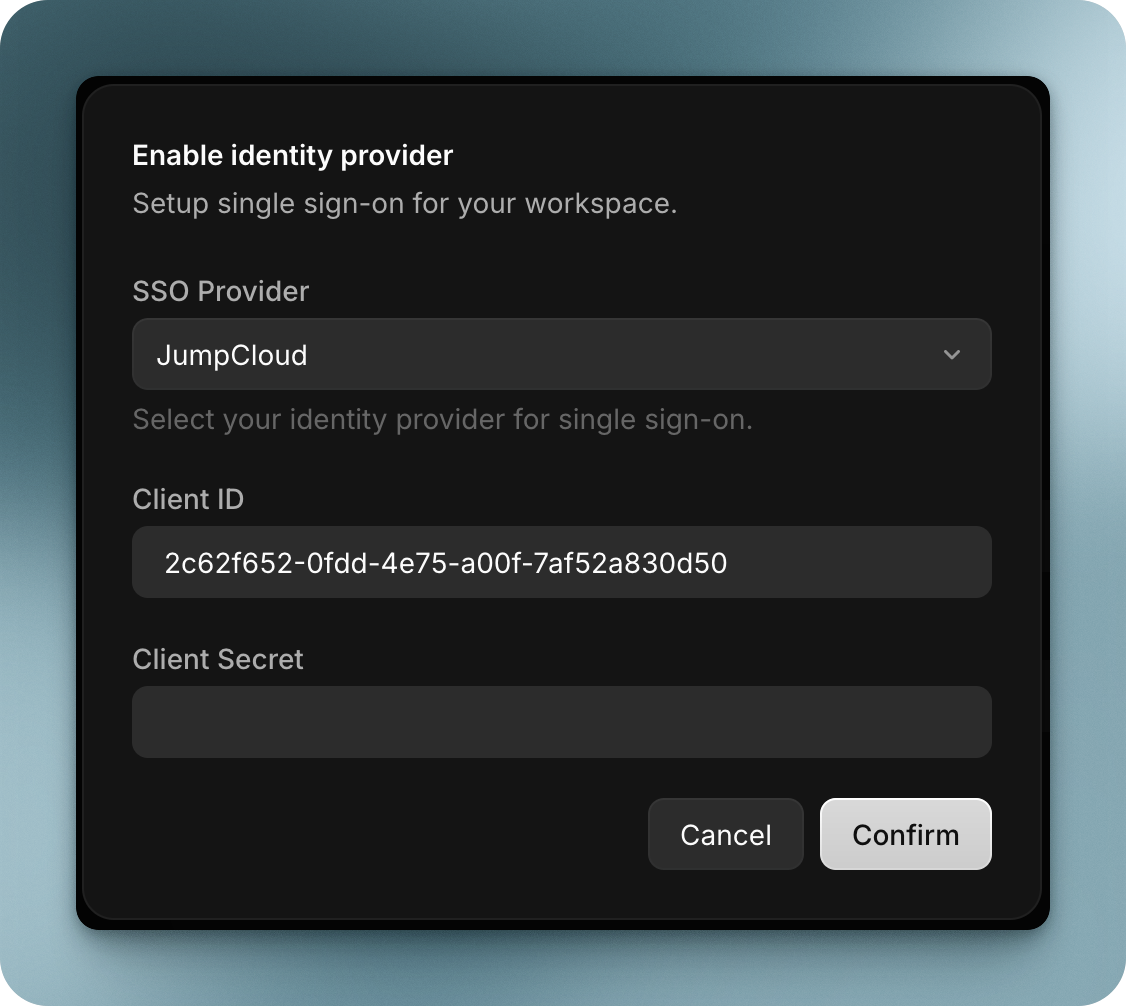 Enable identity provider
Setup single sign-on for your workspace.
SSO Provider
JumpCloud
Select your identity provider for single sign-on.
Client ID
2c62f652-0fdd-4e75-a00f-7af52a830d50
Client Secret
Cancel
Confirm